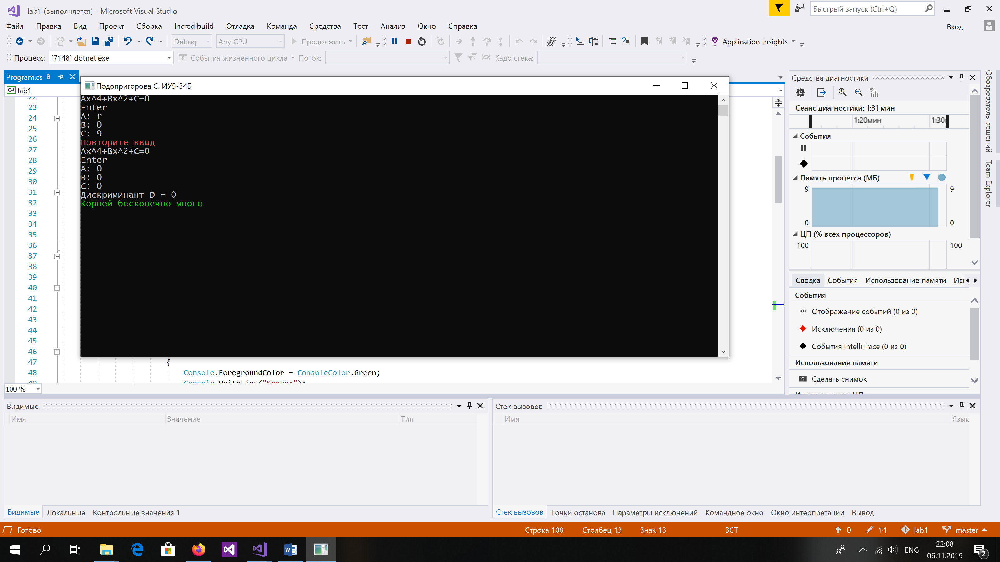 lab1 (выполняется) - Microsoft Visual Studio
Быстрый запуск (Ctrl+Q)
Файл Правка Вид Проект Сборка Incredibuild Отладка Команда Средства Тест Анализ Окно Справка
Вход
Debug Any CPU Продолжить Application Insights
Процесс: [7148] dotnet.exe События жизненного цикла Поток: Кадр стека:
Program.cs
lab1
Подопригорова С. ИУ5-34Б
Ax^4+Bx^2+C=0
Enter
A: r
B: 0
C: 9
Повторите ввод
Ax^4+Bx^2+C=0
Enter
A: 0
B: 0
C: 0
Дискриминант D = 0
Корней бесконечно много
22
23
24
25
26
27
28
29
30
31
32
33
34
35
36
37
38
39
40
41
42
43
44
45
46
47 {
48 Console.ForegroundColor = ConsoleColor.Green;
49 Console.WriteLine("Корни:");
100 %
Средства диагностики
Сеанс диагностики: 1:31 мин
1:20мин 1:30
События
Память процесса (МБ)
9 9
0 0
ЦП (% всех процессоров)
100 100
Сводка События Использование памяти
События
Отображение событий (0 из 0)
Исключения (0 из 0)
События IntelliTrace (0 из 0)
Использование памяти
Сделать снимок
Использование ЦП
Обозреватель решений
Team Explorer
Видимые
Имя Значение Тип
Видимые Локальные Контрольные значения 1
Стек вызовов
Имя Язык
Стек вызовов Точки останова Параметры исключений Командное окно Окно интерпретации Вывод
Готово Строка 108 Столбец 13 Знак 13 ВСТ 0 14 lab1 master
ENG
22:08
06.11.2019
2